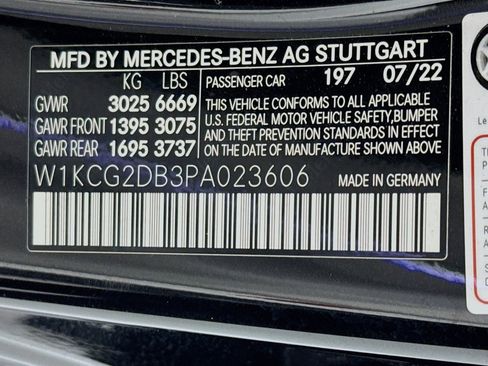 MFD BY MERCEDES-BENZ AG STUTTGART
KG LBS PASSENGER CAR 197 07/22
GVWR 3025 6669 THIS VEHICLE CONFORMS TO ALL APPLICABLE
GAWR FRONT 1395 3075 U.S. FEDERAL MOTOR VEHICLE SAFETY,BUMPER
AND THEFT PREVENTION STANDARDS IN EFFECT
GAWR REAR 1695 3737 ON THE DATE OF MANUFACTURE SHOWN ABOVE
W1KCG2DB3PA023606 MADE IN GERMANY